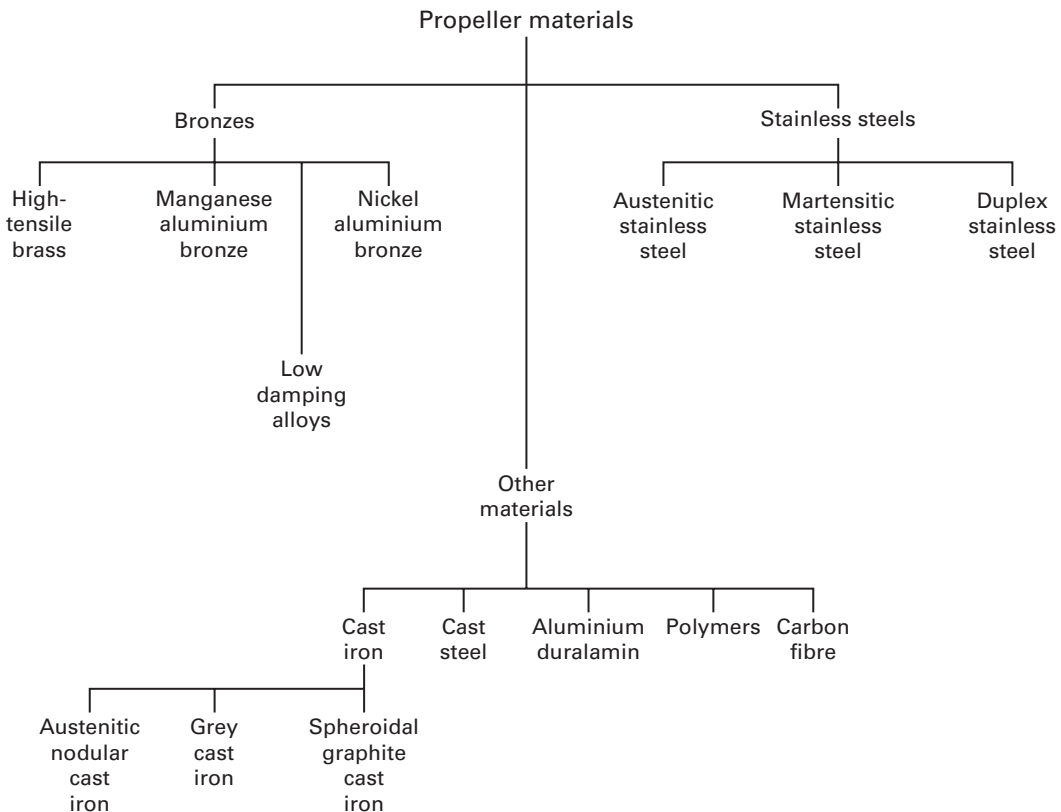 Propeller materials
Bronzes
Stainless steels
High-
tensile
brass
Manganese
aluminium
bronze
Nickel
aluminium
bronze
Austenitic
stainless
steel
Martensitic
stainless
steel
Duplex
stainless
steel
Low
damping
alloys
Other
materials
Cast
iron
Cast
steel
Aluminium
duralamin
Polymers
Carbon
fibre
Austenitic
nodular
cast
iron
Grey
cast
iron
Spheroidal
graphite
cast
iron